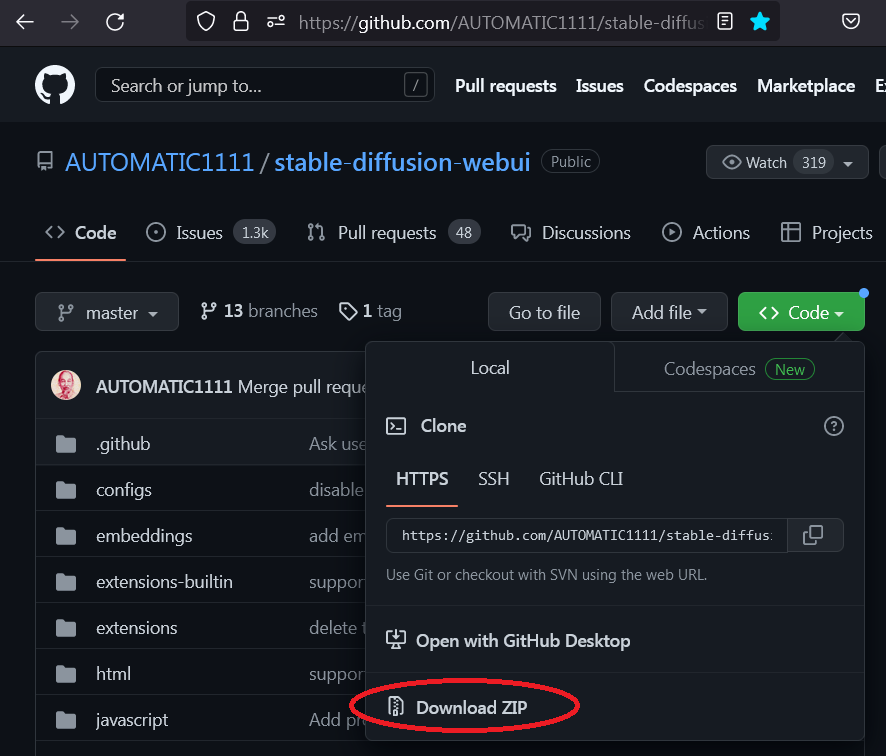 https://github.com/AUTOMATIC1111/stable-diffus
Search or jump to... /
Pull requests Issues Codespaces Marketplace
AUTOMATIC1111 / stable-diffusion-webui Public
Watch 319
Code Issues 1.3k Pull requests 48 Discussions Actions Projects
master 13 branches 1 tag Go to file Add file Code
Local Codespaces New
AUTOMATIC1111 Merge pull reque
Clone
.github Ask use
HTTPS SSH GitHub CLI
configs disable
https://github.com/AUTOMATIC1111/stable-diffus
embeddings add em
Use Git or checkout with SVN using the web URL.
extensions-builtin suppor
extensions delete
Open with GitHub Desktop
html suppor
Download ZIP
javascript Add pr